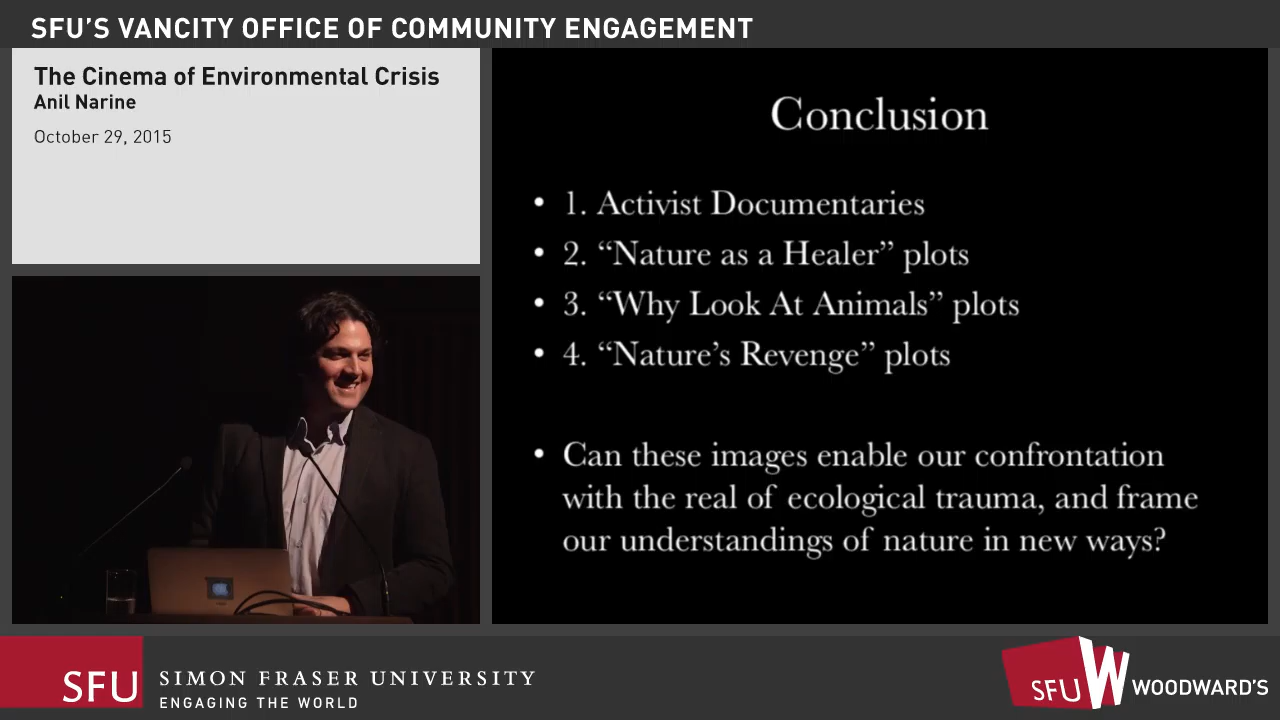 SFU'S VANCITY OFFICE OF COMMUNITY ENGAGEMENT
The Cinema of Environmental Crisis
Anil Narine
October 29, 2015
Conclusion
• 1. Activist Documentaries
• 2. “Nature as a Healer” plots
• 3. “Why Look At Animals” plots
• 4. “Nature’s Revenge” plots
• Can these images enable our confrontation
with the real of ecological trauma, and frame
our understandings of nature in new ways?
SFU SIMON FRASER UNIVERSITY
ENGAGING THE WORLD
SFU W WOODWARD'S